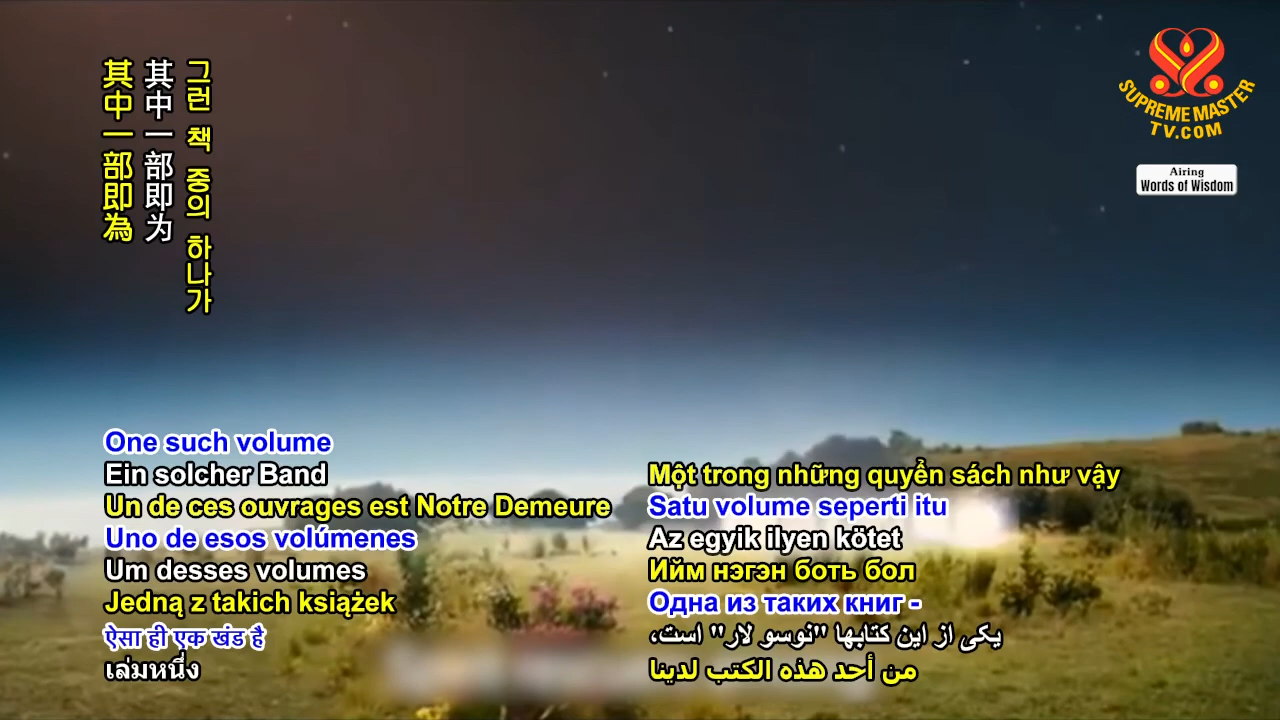 其中一部即為
其中一部即为
그런 책 중의 하나가
SUPREME MASTER
TV.COM
Airing
Words of Wisdom
One such volume
Ein solcher Band
Un de ces ouvrages est Notre Demeure
Uno de esos volúmenes
Um desses volumes
Jedną z takich książek
ऐसा ही एक खंड है
เล่มหนึ่ง
Một trong những quyển sách như vậy
Satu volume seperti itu
Az egyik ilyen kötet
Ийм нэгэн боть бол
Одна из таких книг -
یکی از این کتابها "نوسو لار" است،
من أحد هذه الكتب لدينا